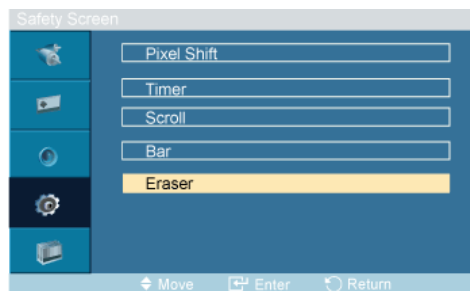 Safety Screen
Pixel Shift
Timer
Scroll
Bar
Eraser
Move Enter Return